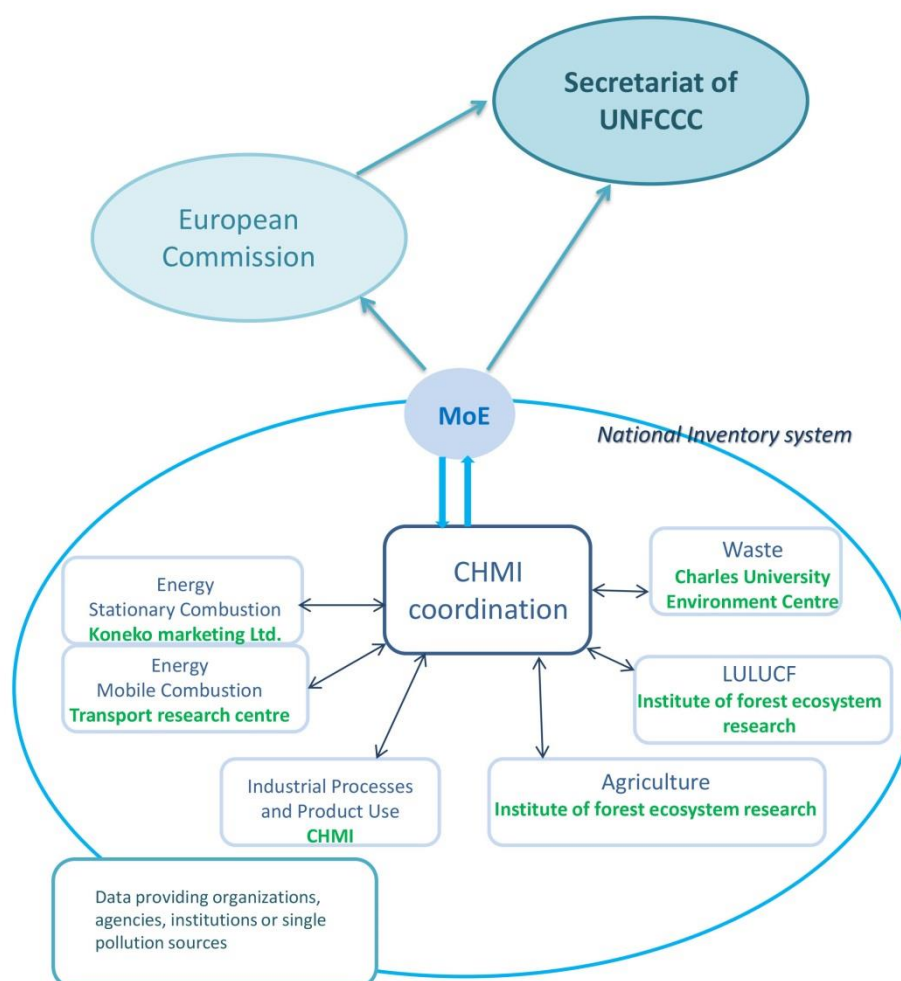 Secretariat of
UNFCCC
European
Commission
MoE
National Inventory system
CHMI
coordination
Energy
Stationary Combustion
Koneko marketing Ltd.
Energy
Mobile Combustion
Transport research centre
Industrial Processes
and Product Use
CHMI
Waste
Charles University
Environment Centre
LULUCF
Institute of forest ecosystem
research
Agriculture
Institute of forest ecosystem research
Data providing organizations,
agencies, institutions or single
pollution sources